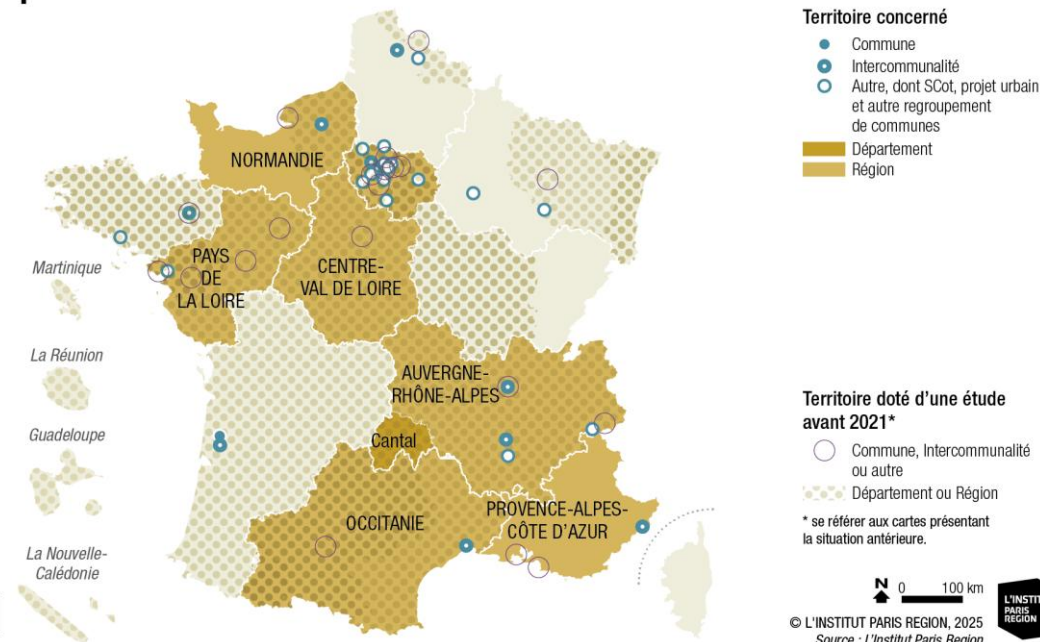 NORMANDIE
PAYS
DE
LA LOIRE
CENTRE-
VAL DE LOIRE
Martinique
La Réunion
Guadeloupe
La Nouvelle-
Calédonie
AUVERGNE-
RHÔNE-ALPES
Cantal
OCCITANIE
PROVENCE-ALPES-
CÔTE D'AZUR
Territoire concerné
Commune
Intercommunalité
Autre, dont SCot, projet urbain
et autre regroupement
de communes
Département
Région
Territoire doté d'une étude
avant 2021*
Commune, Intercommunalité
ou autre
Département ou Région
* se référer aux cartes présentant
la situation antérieure.
N 0 100 km
© L'INSTITUT PARIS REGION, 2025
Source : L'Institut Paris Region
PARIS
REGION